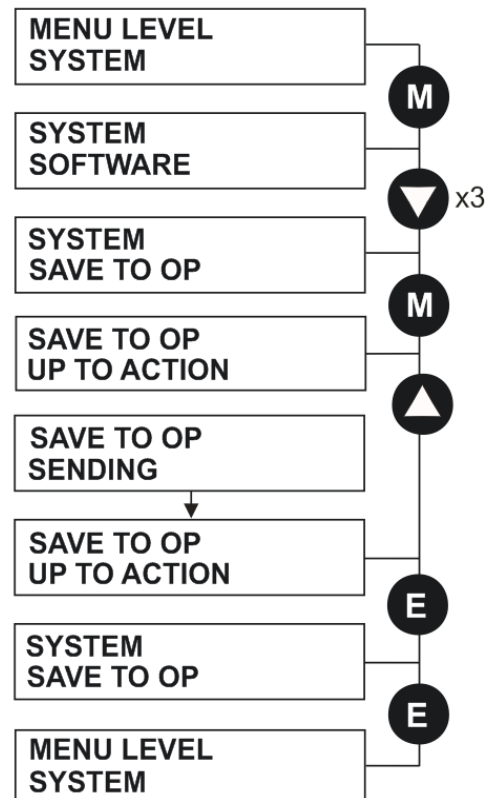 MENU LEVEL
SYSTEM
M
SYSTEM
SOFTWARE
x3
SYSTEM
SAVE TO OP
M
SAVE TO OP
UP TO ACTION
SAVE TO OP
SENDING
SAVE TO OP
UP TO ACTION
E
SYSTEM
SAVE TO OP
E
MENU LEVEL
SYSTEM